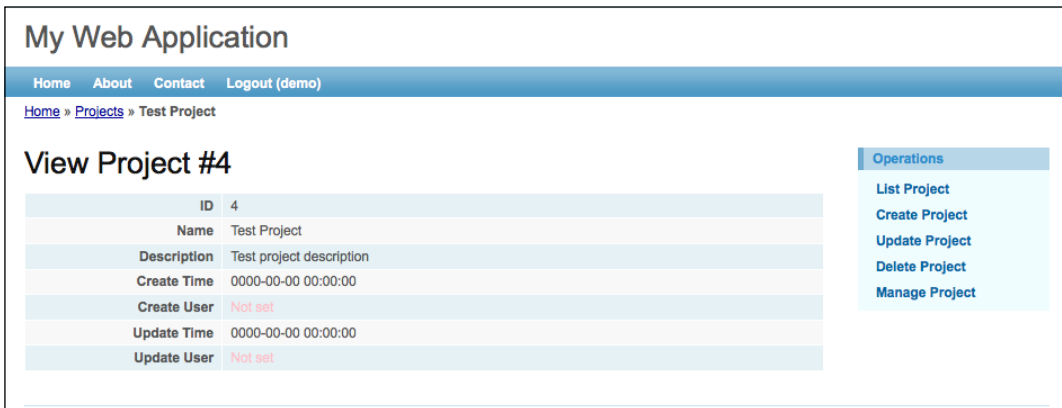 My Web Application
Home About Contact Logout (demo)
Home » Projects » Test Project
View Project #4
ID 4
Name Test Project
Description Test project description
Create Time 0000-00-00 00:00:00
Create User Not set
Update Time 0000-00-00 00:00:00
Update User Not set
Operations
List Project
Create Project
Update Project
Delete Project
Manage Project